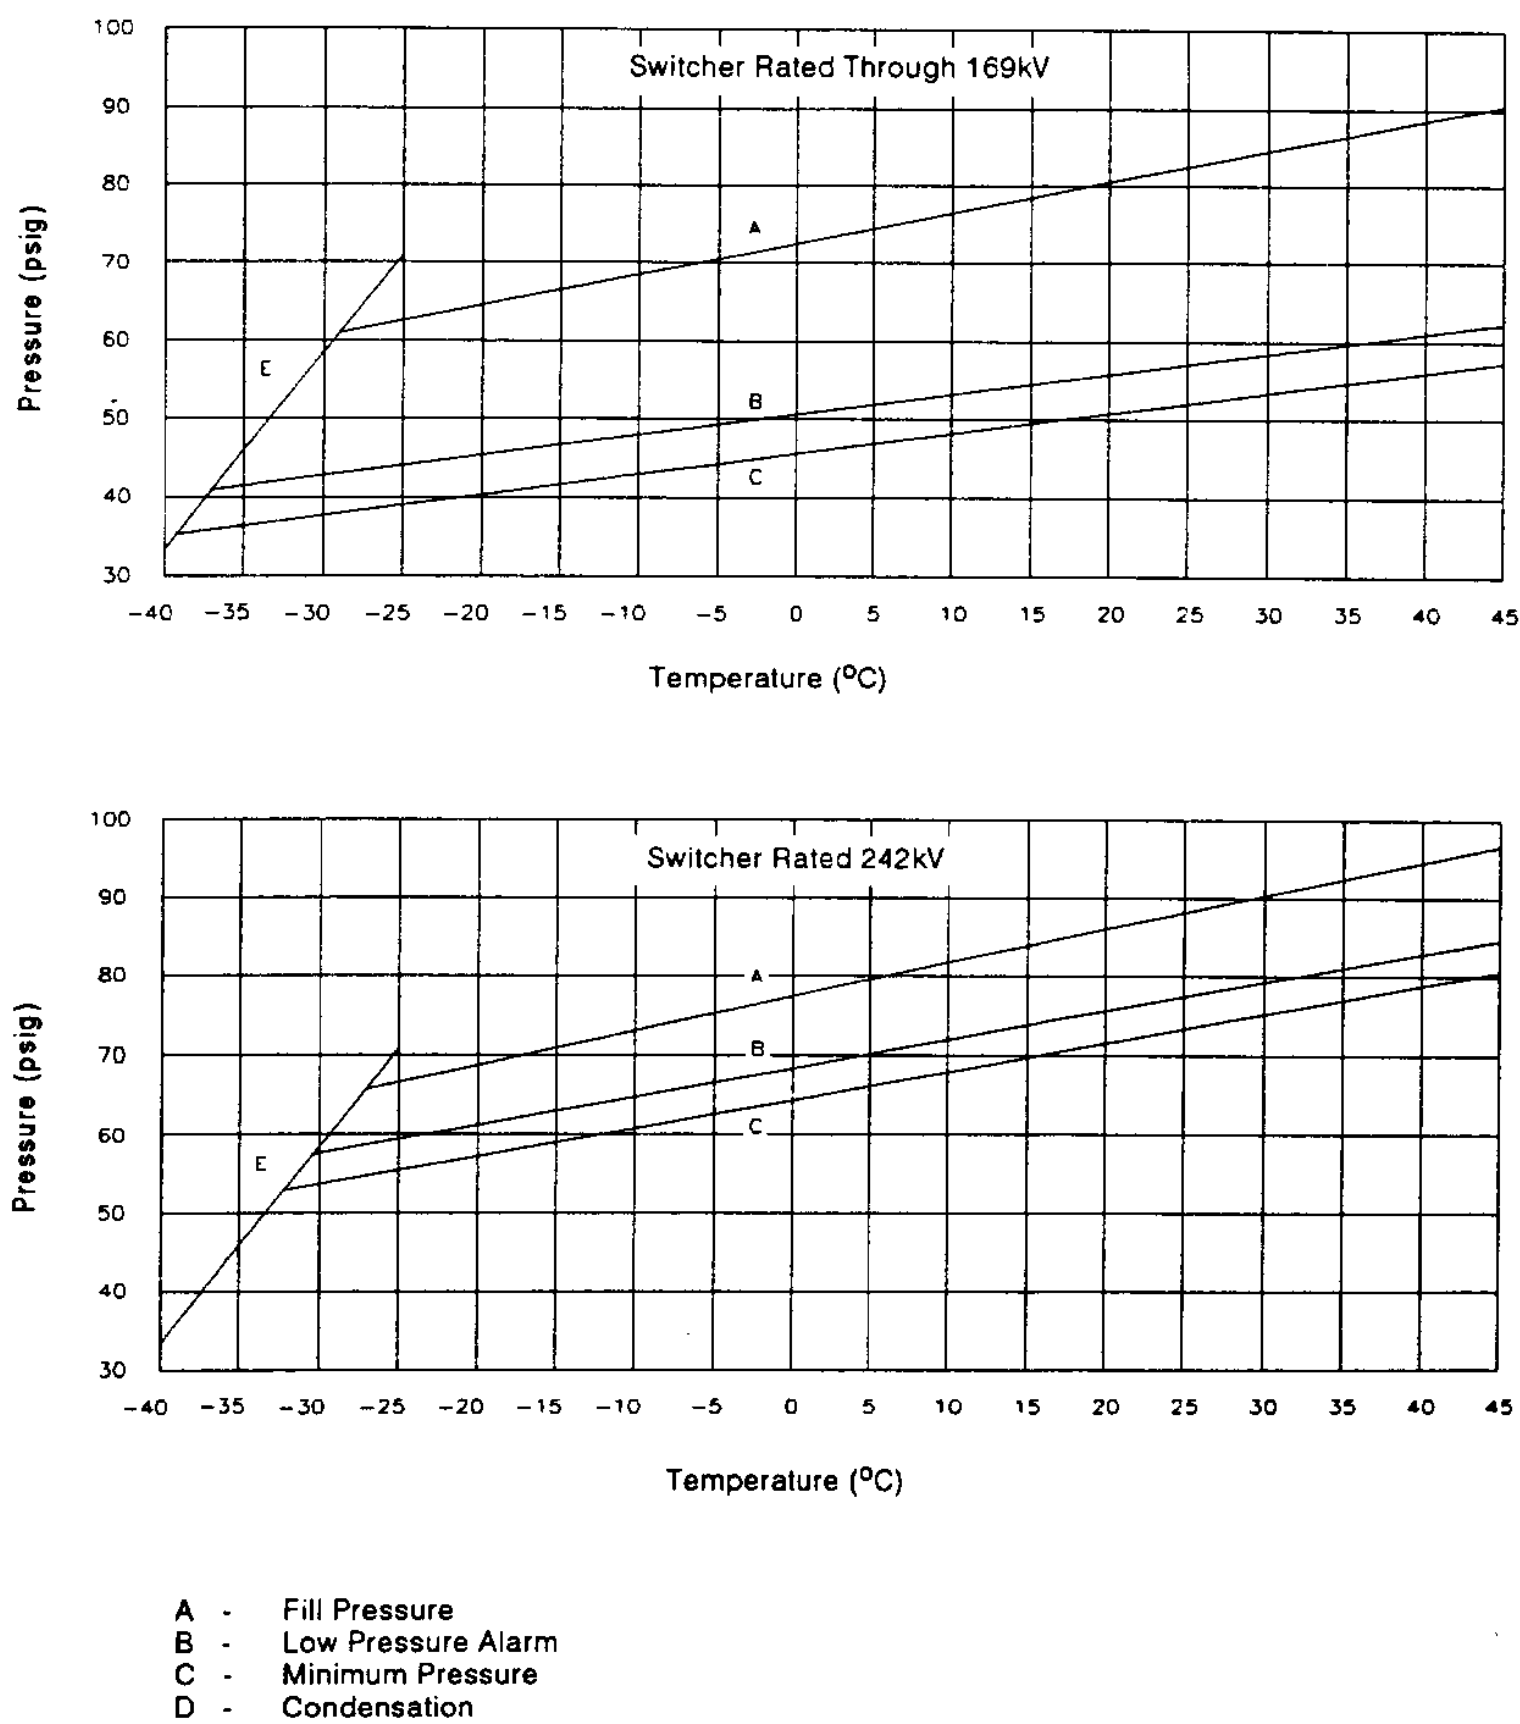 Switcher Rated Through 169kV
Pressure (psig)
100
90
80
70
60
50
40
30
A
B
C
E
-40 -35 -30 -25 -20 -15 -10 -5 0 5 10 15 20 25 30 35 40 45
Temperature (⁰C)
Switcher Rated 242kV
Pressure (psig)
100
90
80
70
60
50
40
30
A
B
C
E
-40 -35 -30 -25 -20 -15 -10 -5 0 5 10 15 20 25 30 35 40 45
Temperature (⁰C)
A - Fill Pressure
B - Low Pressure Alarm
C - Minimum Pressure
D - Condensation